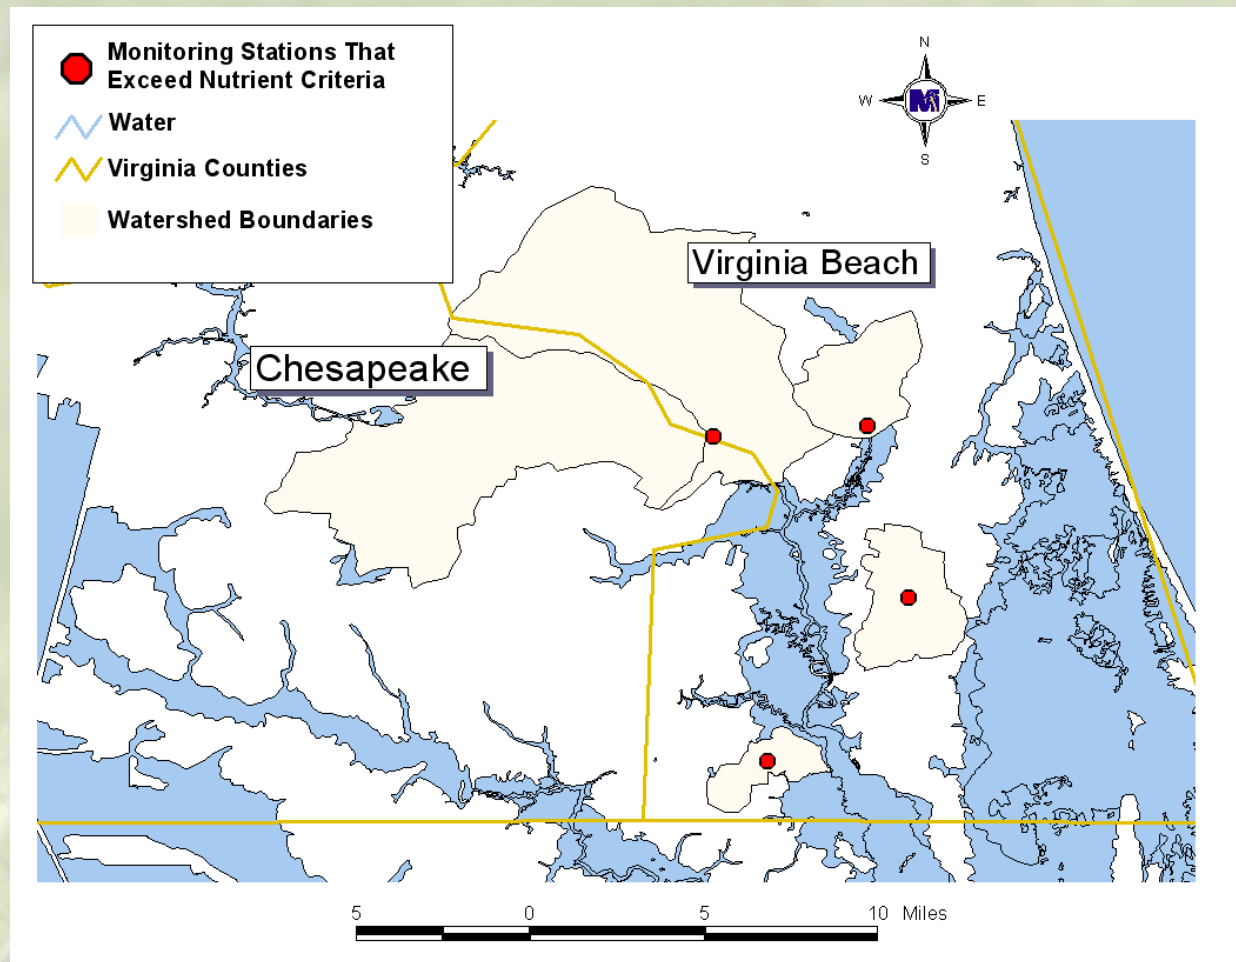 Monitoring Stations That
Exceed Nutrient Criteria
Water
Virginia Counties
Watershed Boundaries
N
W
E
S
Virginia Beach
Chesapeake
5 0 5 10 Miles